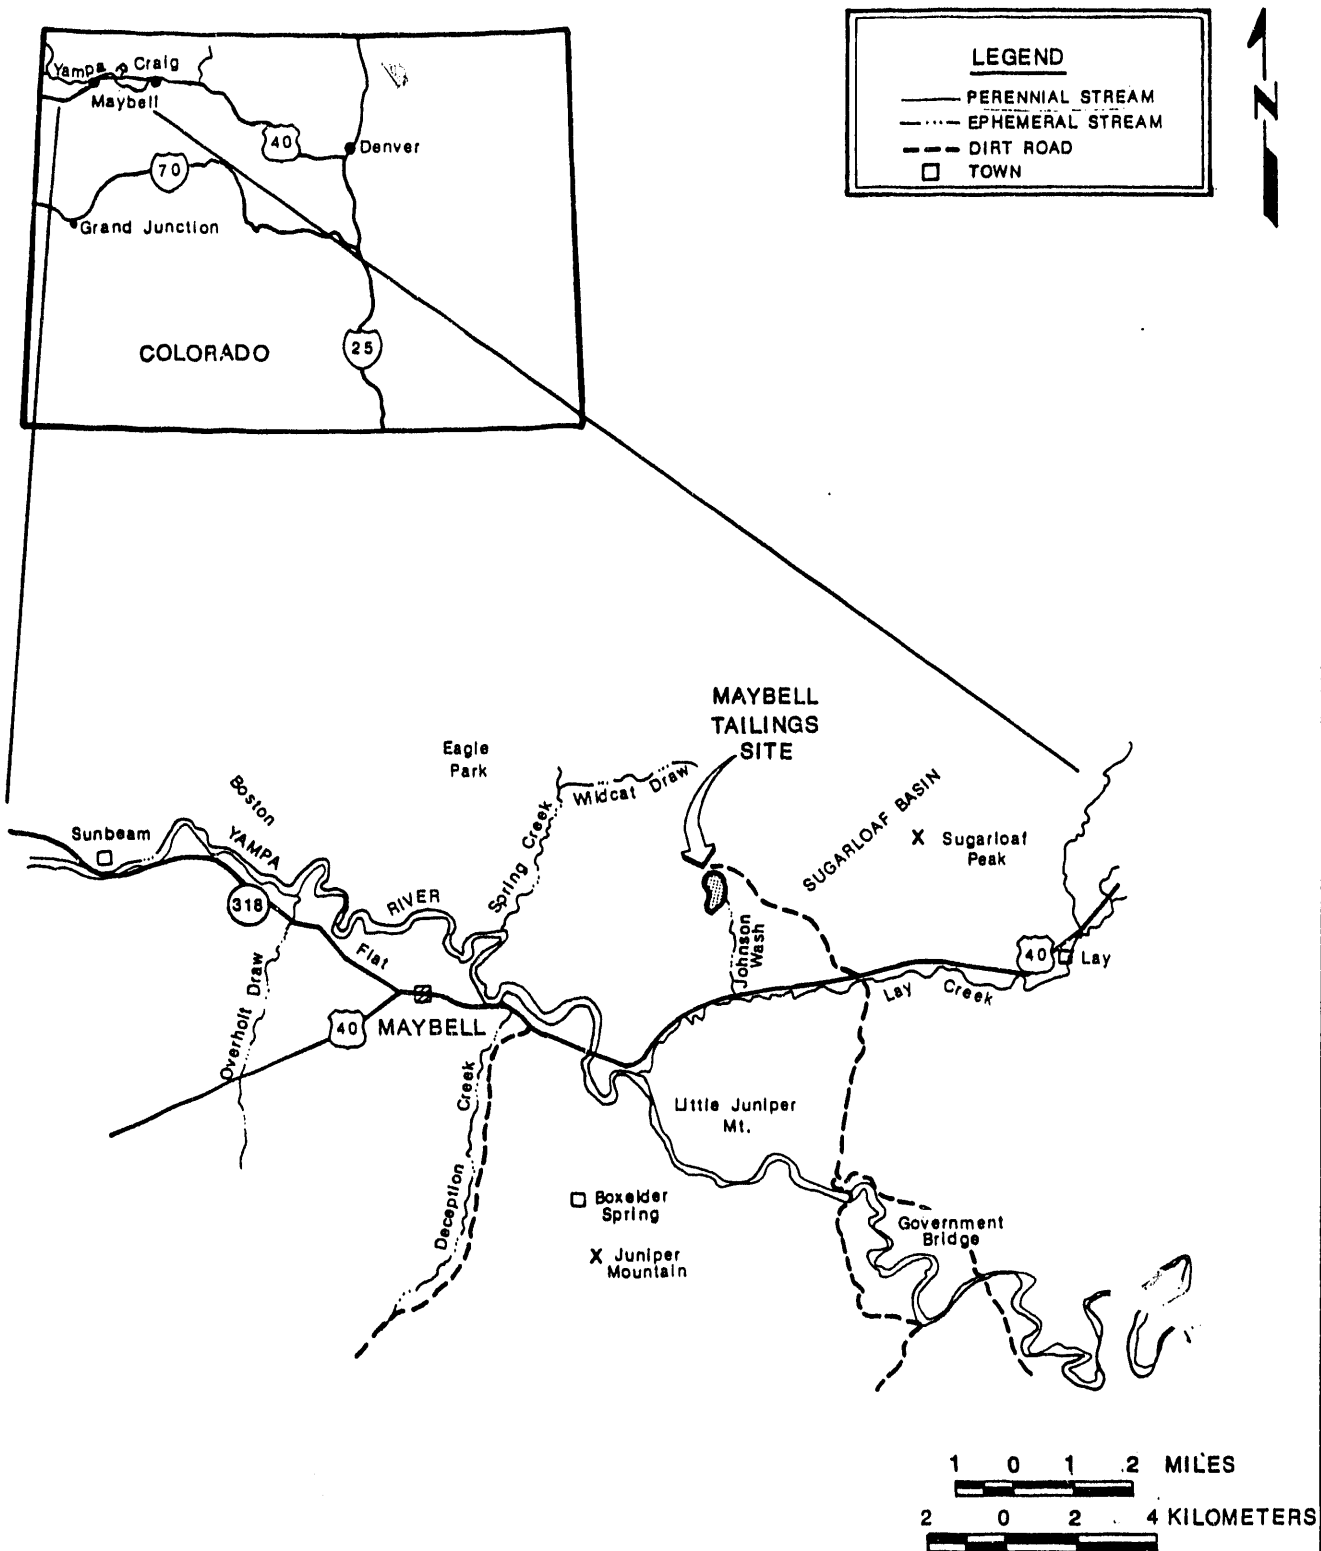 LEGEND
PERENNIAL STREAM
EPHEMERAL STREAM
DIRT ROAD
TOWN
N
Yampa
Craig
Maybell
40
Denver
70
Grand Junction
COLORADO
25
MAYBELL
TAILINGS
SITE
Eagle
Park
Wildcat Draw
Boston
YAMPA
RIVER
Sunbeam
Spring Creek
SUGARLOAF BASIN
X Sugarloaf
Peak
318
Flat
Johnson
Wash
40
Lay
Lay Creek
Overholt Draw
40
MAYBELL
Deception Creek
Little Juniper
Mt.
Boxelder
Spring
X Juniper
Mountain
Government
Bridge
1 0 1 2 MILES
2 0 2 4 KILOMETERS